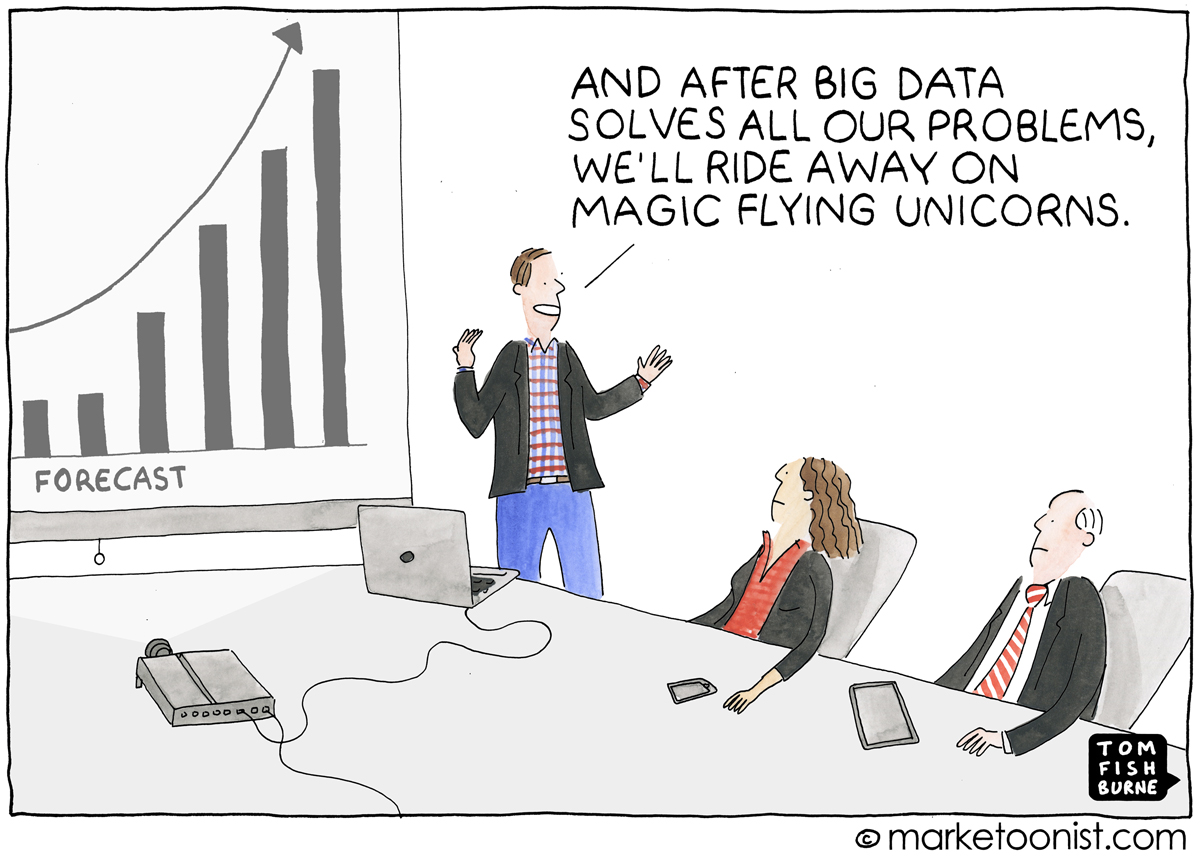 AND AFTER BIG DATA
SOLVES ALL OUR PROBLEMS,
WE'LL RIDE AWAY ON
MAGIC FLYING UNICORNS.
FORECAST
TOM
FISH
BURNE
© marketoonist.com